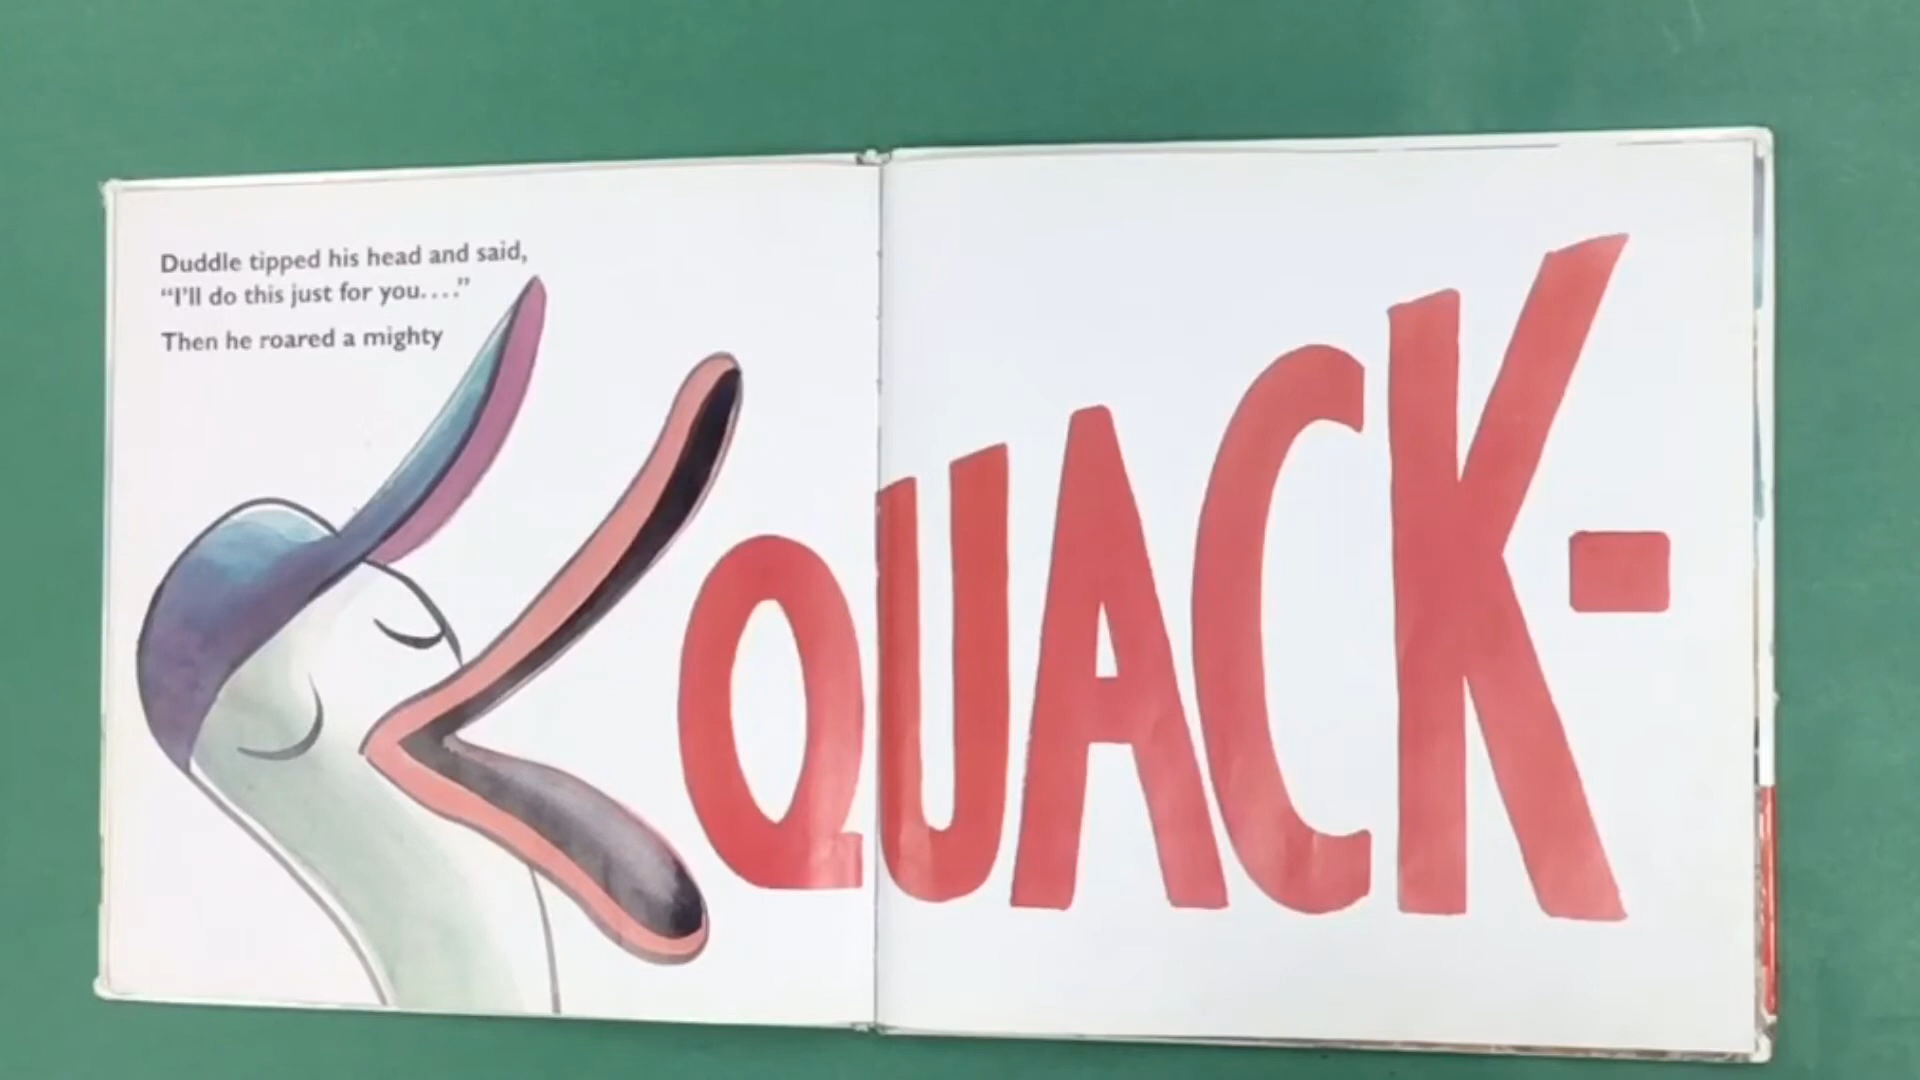 Duddle tipped his head and said,
“I’ll do this just for you....”
Then he roared a mighty
QUACK-